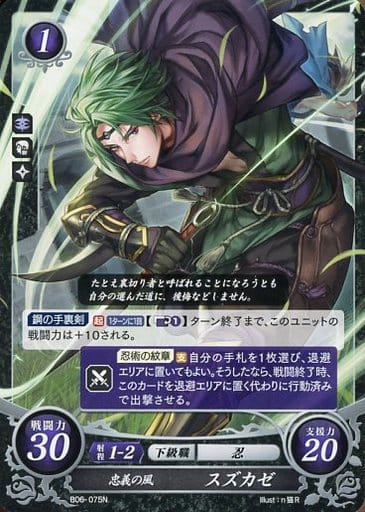 1
たとえ裏切り者と呼ばれることになろうとも
自分の選んだ道に、後悔などしません。
鋼の手裏剣 起 1ターンに1回 【1】ターン終了まで、このユニットの
戦闘力は+10される。
忍術の紋章 支 自分の手札を1枚選び、退避
エリアに置いてもよい。そうしたなら、戦闘終了時、
このカードを退避エリアに置く代わりに行動済み
で出撃させる。
戦闘力
30
射程 1-2 下級職 忍
支援力
20
忠義の風 スズカゼ
B06-075N Illust：n猫R